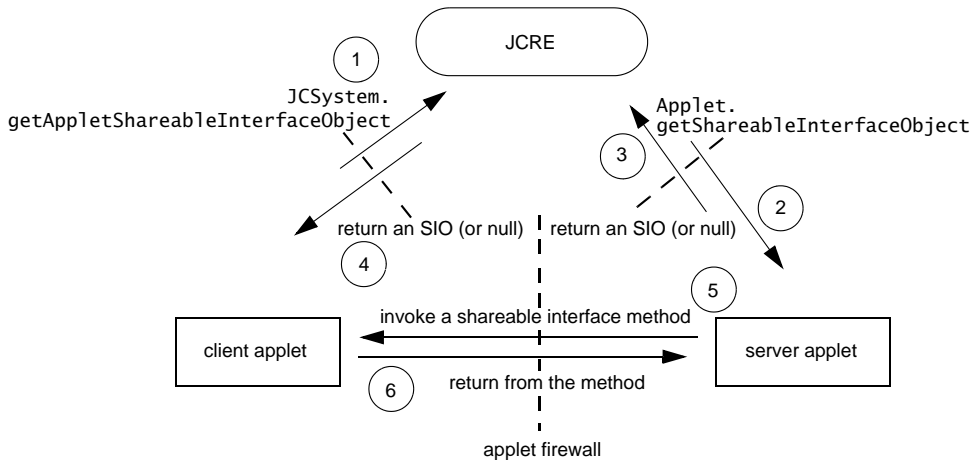 JCRE
1
JCSystem.
getAppletShareableInterfaceObject
Applet.
getShareableInterfaceObject
3
2
return an SIO (or null)
return an SIO (or null)
4
5
invoke a shareable interface method
client applet
server applet
6
return from the method
applet firewall